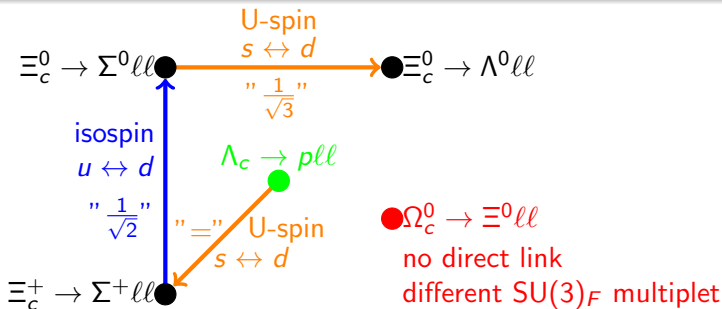 U-spin
s ↔ d
Ξ_c^0 → Σ^0ℓℓ
Ξ_c^0 → Λ^0ℓℓ
" 1/√3 "
isospin
u ↔ d
" 1/√2 "
Λ_c → pℓℓ
"=" U-spin
s ↔ d
Ω_c^0 → Ξ^0ℓℓ
no direct link
different SU(3)_F multiplet
Ξ_c^+ → Σ^+ℓℓ